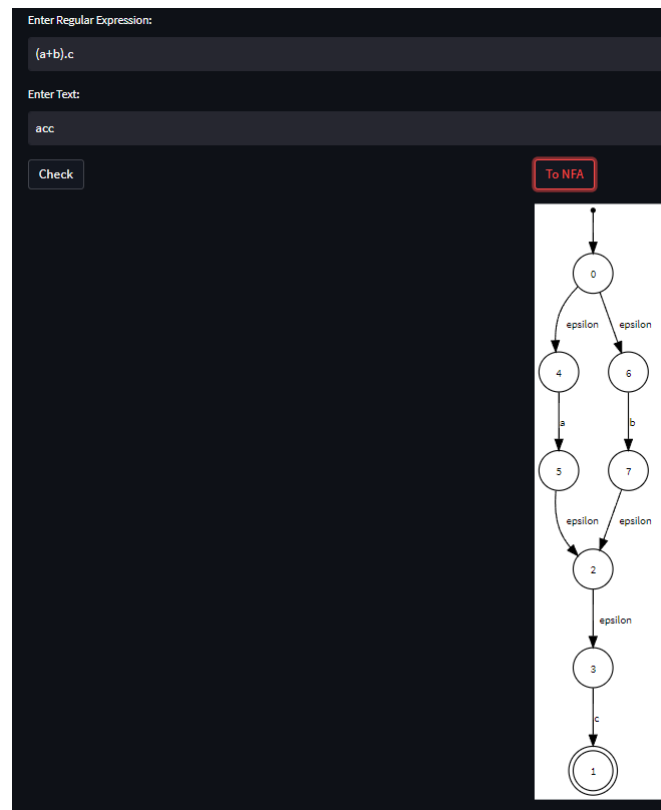 Enter Regular Expression:
(a+b).c
Enter Text:
acc
Check To NFA
0
epsilon epsilon
4 6
a b
5 7
epsilon epsilon
2
epsilon
3
c
1